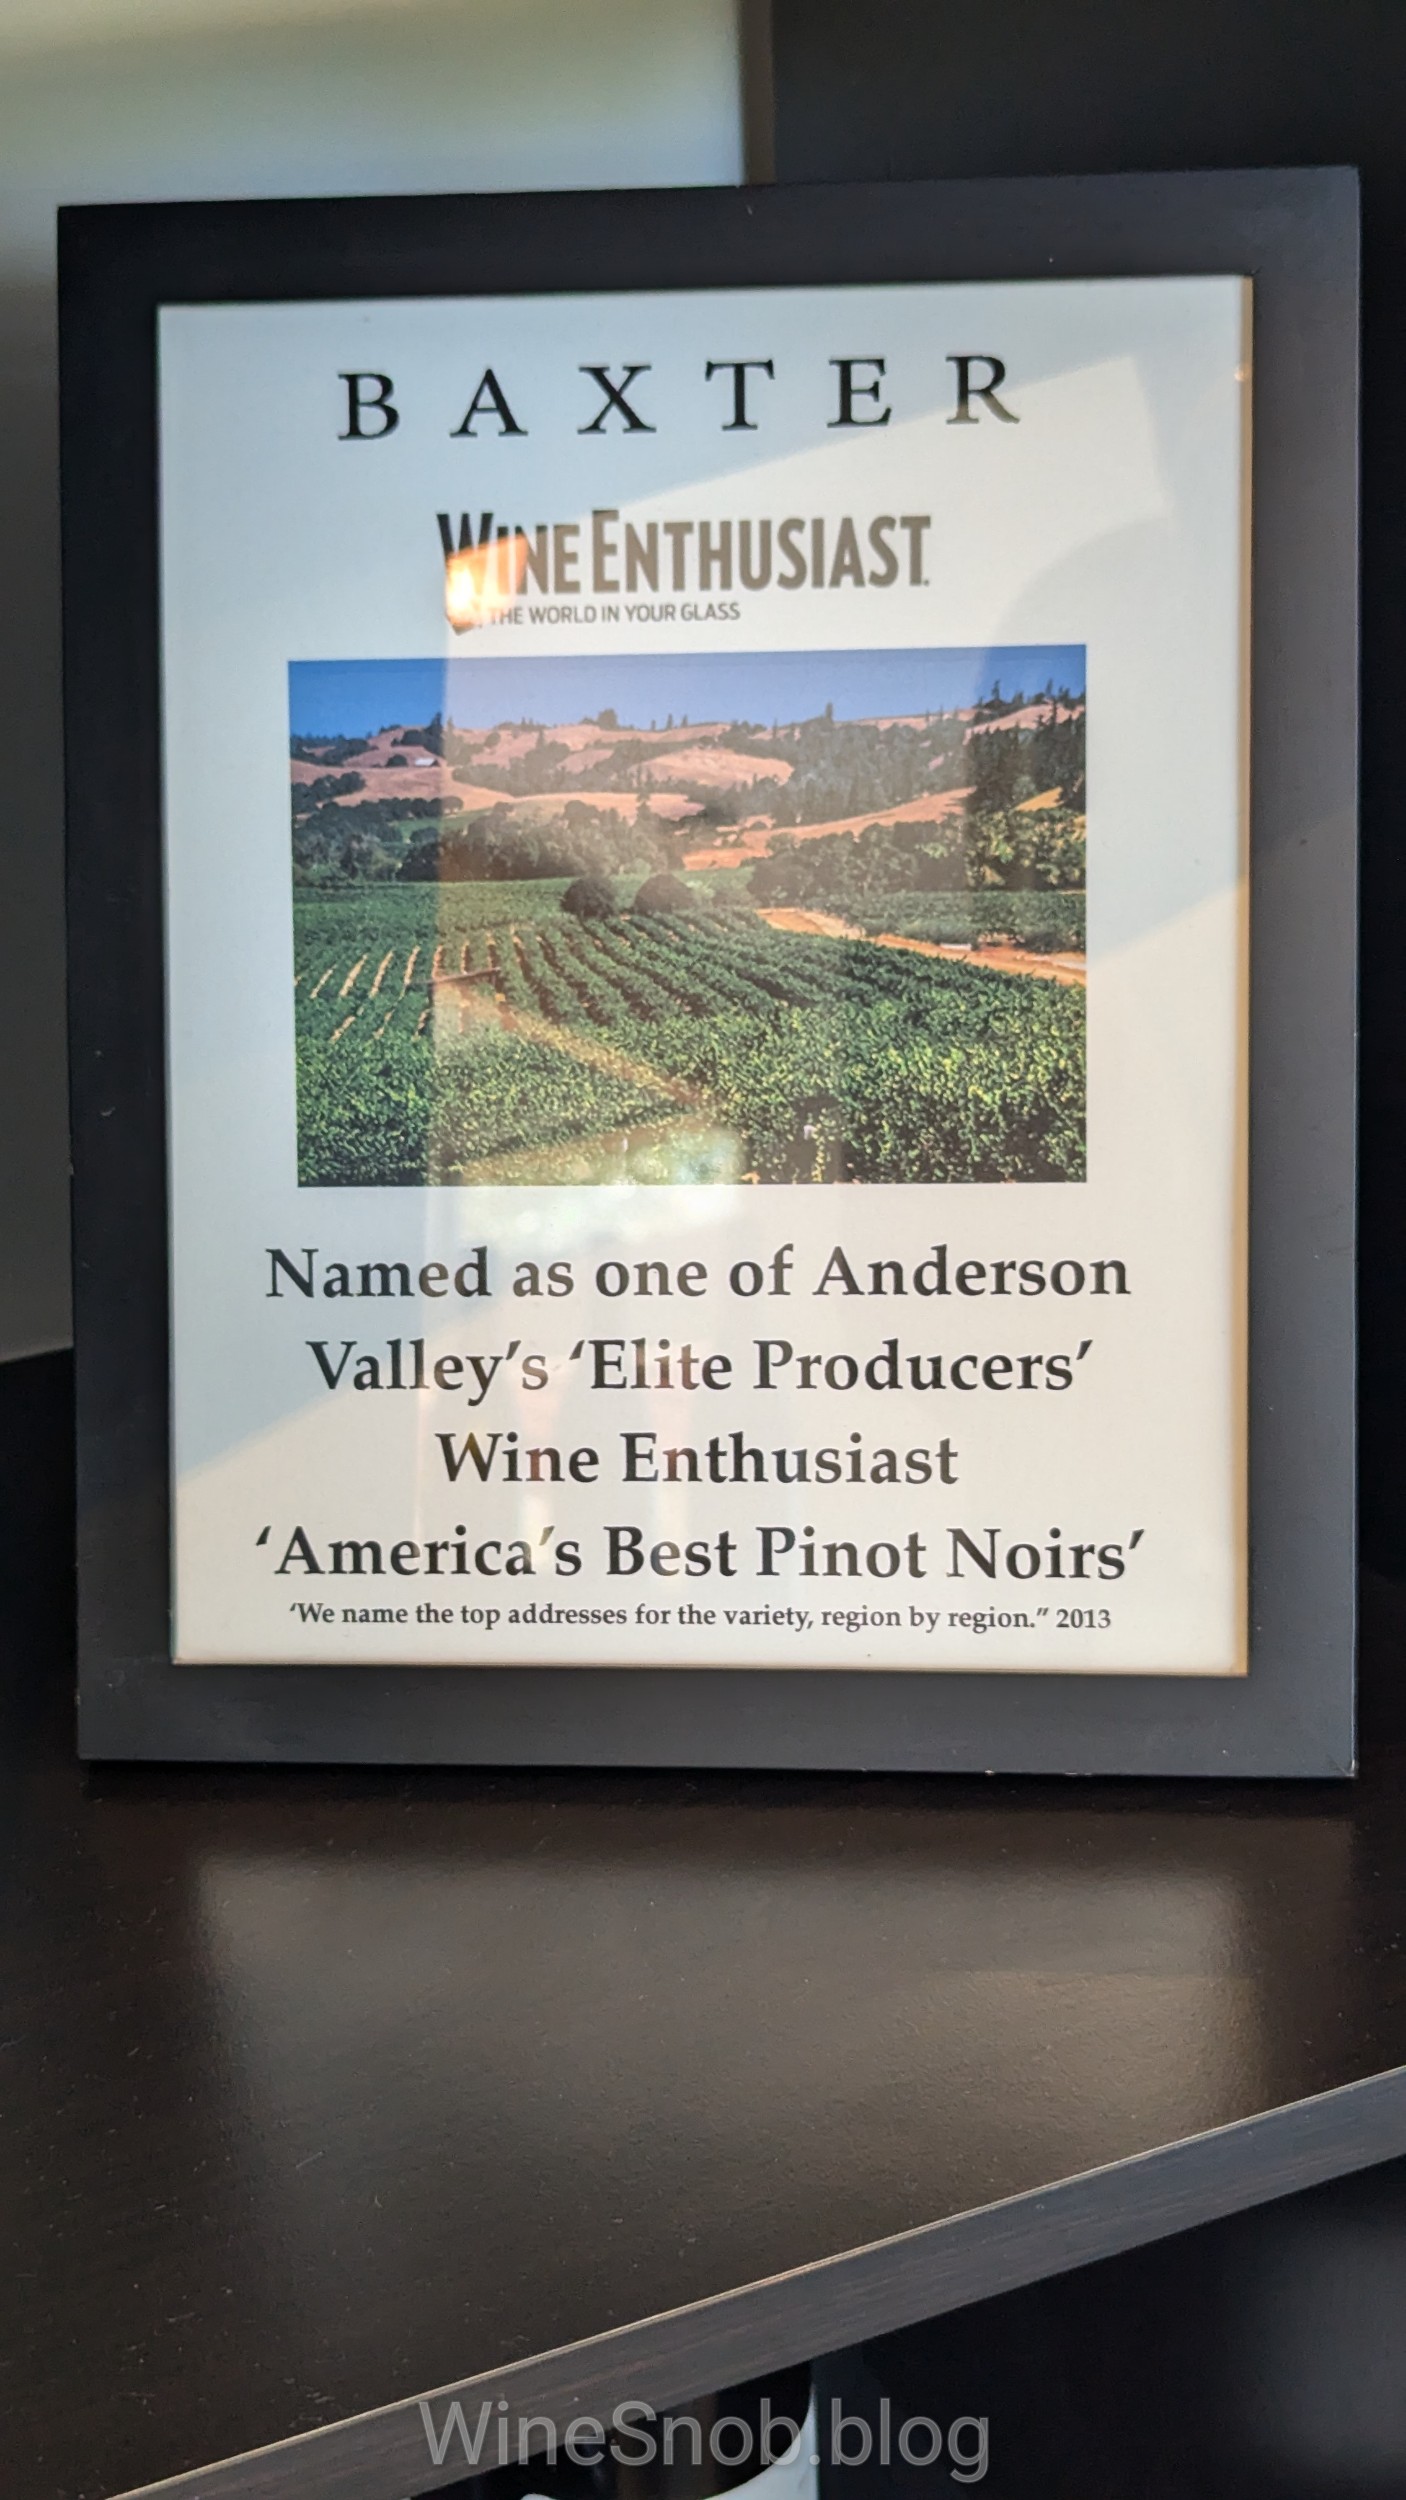 BAXTER
WINE ENTHUSIAST
THE WORLD IN YOUR GLASS
Named as one of Anderson
Valley’s ‘Elite Producers’
Wine Enthusiast
‘America’s Best Pinot Noirs’
‘We name the top addresses for the variety, region by region.” 2013
WineSnob.blog